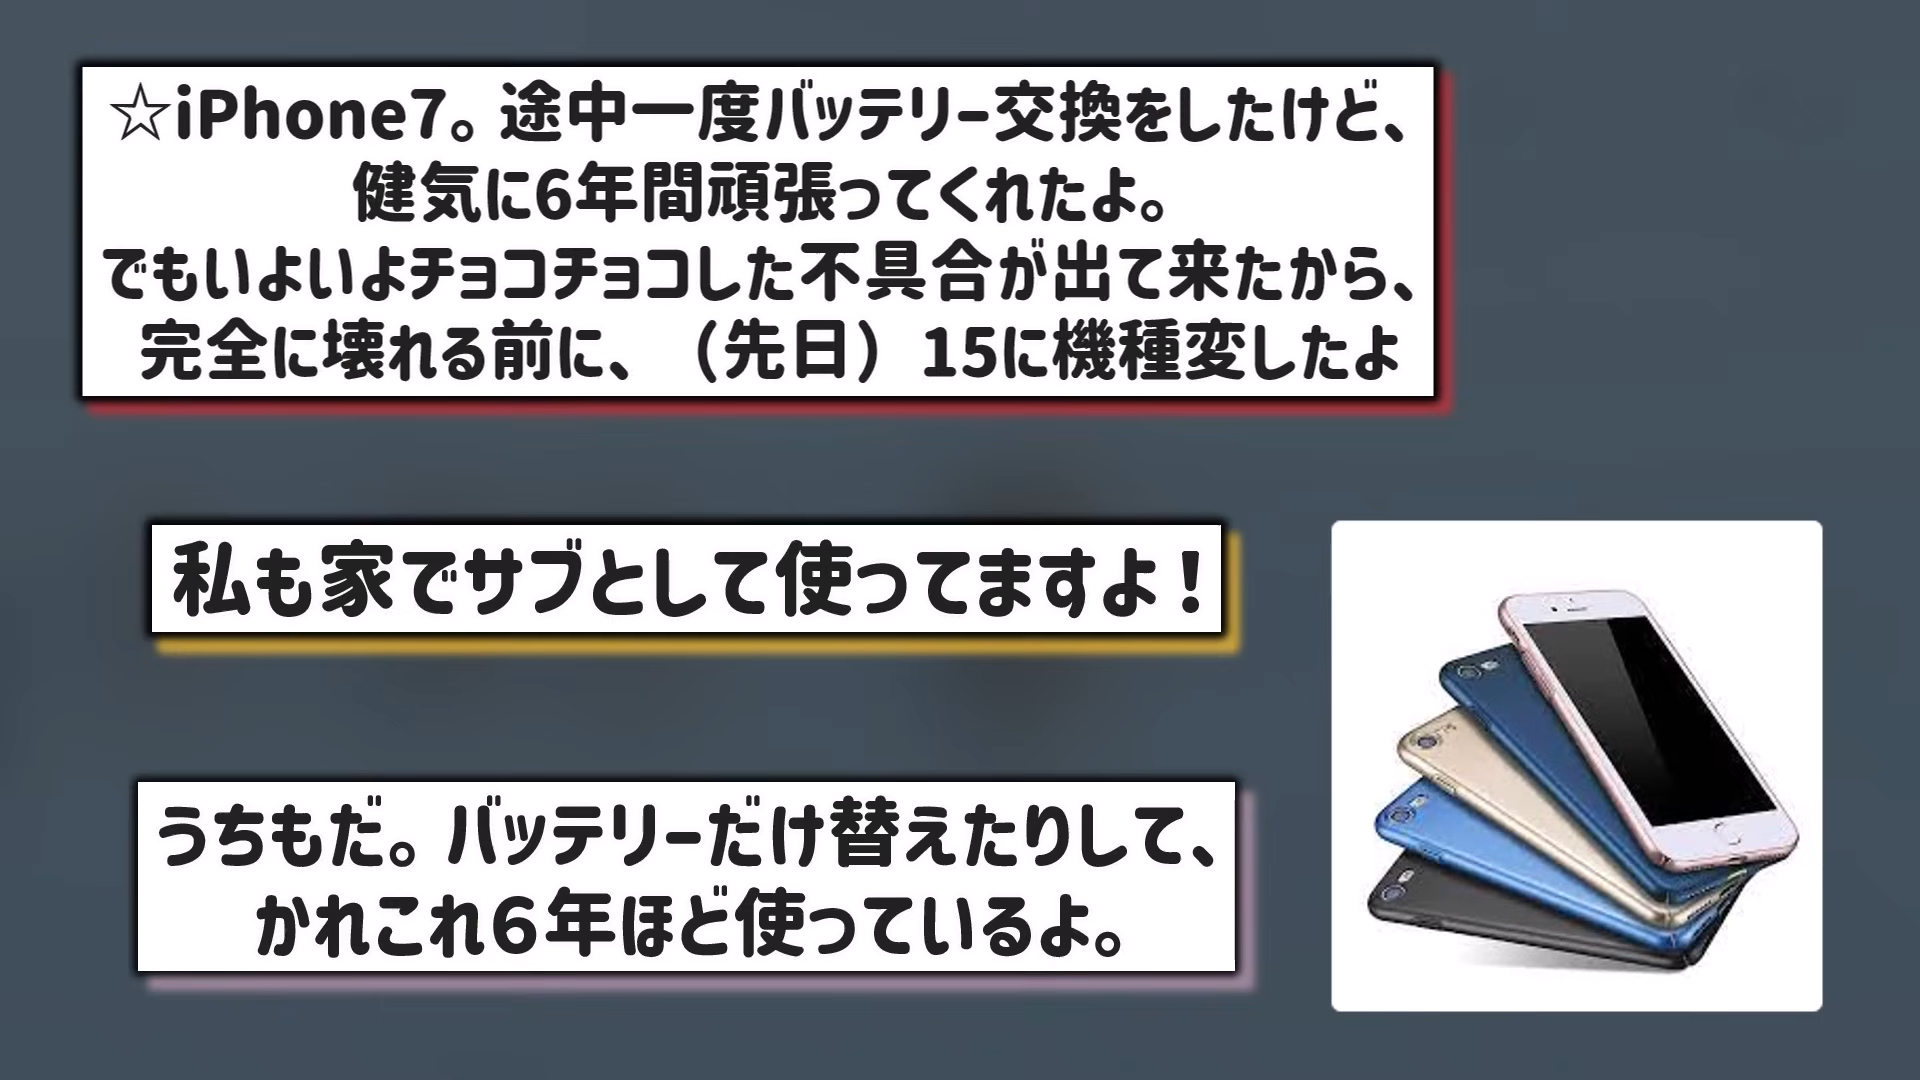 ☆iPhone7。途中一度バッテリー交換をしたけど、
健気に6年間頑張ってくれたよ。
でもいよいよチョコチョコした不具合が出て来たから、
完全に壊れる前に、（先日）15に機種変したよ
私も家でサブとして使ってますよ！
うちもだ。バッテリーだけ替えたりして、
かれこれ６年ほど使っているよ。